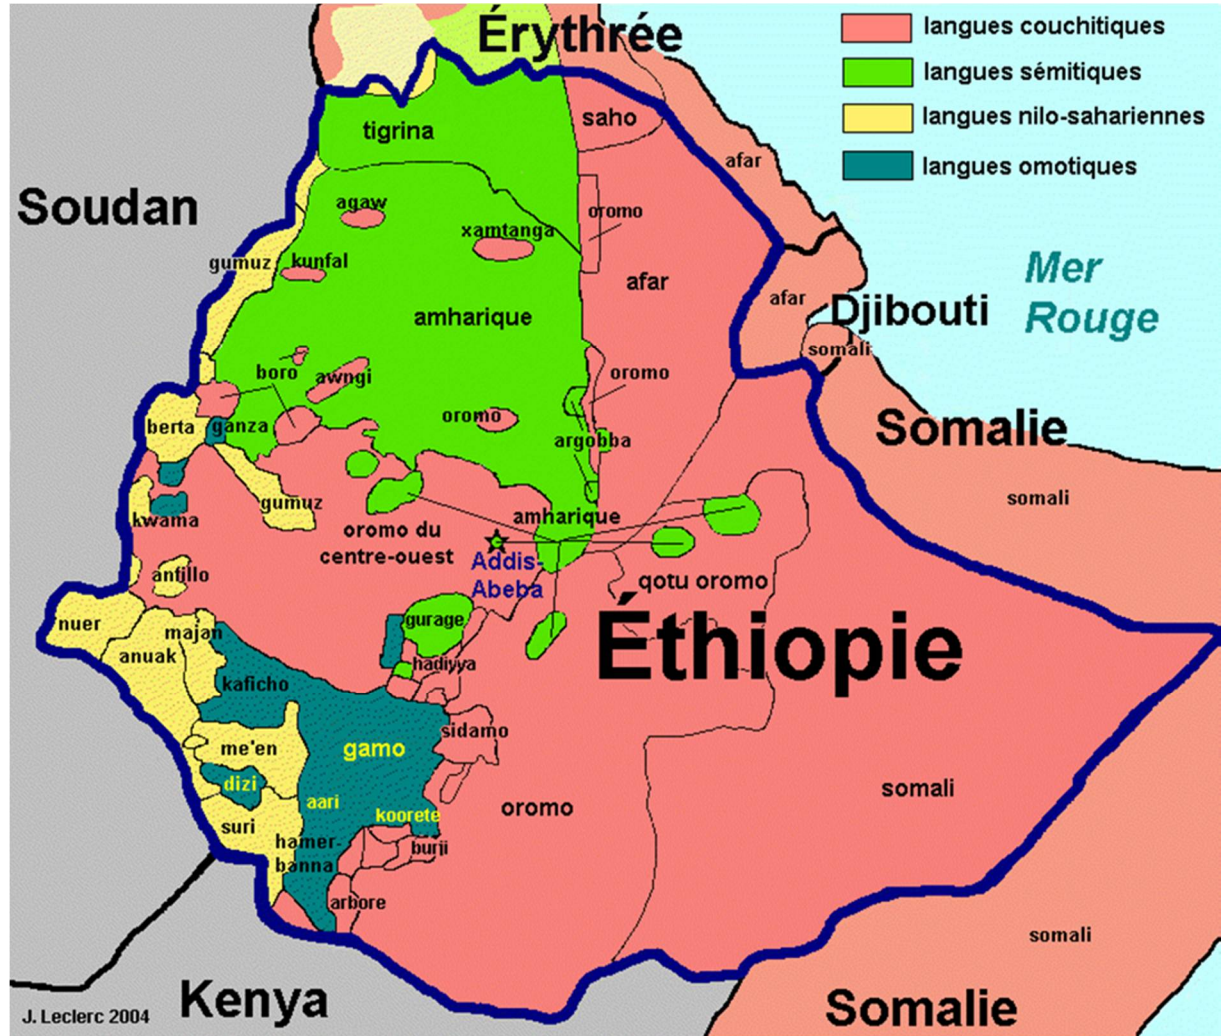 Érythrée
langues couchitiques
langues sémitiques
langues nilo-sahariennes
langues omotiques
tigrina
saho
afar
Soudan
agaw
xamtanga
oromo
gumuz
kunfal
afar
afar
Mer
Rouge
Djibouti
amharique
somali
boro
awngi
oromo
oromo
berta
ganza
argobba
Somalie
somali
gumuz
kwama
amharique
oromo du
centre-ouest
Addis-
Abeba
anfillo
qotu oromo
nuer
majan
gurage
Éthiopie
anuak
hadiyya
kaficho
sidamo
me'en
gamo
dizi
aari
koorete
oromo
somali
suri
hamer-
banna
burji
arbore
somali
Kenya
Somalie
J. Leclerc 2004